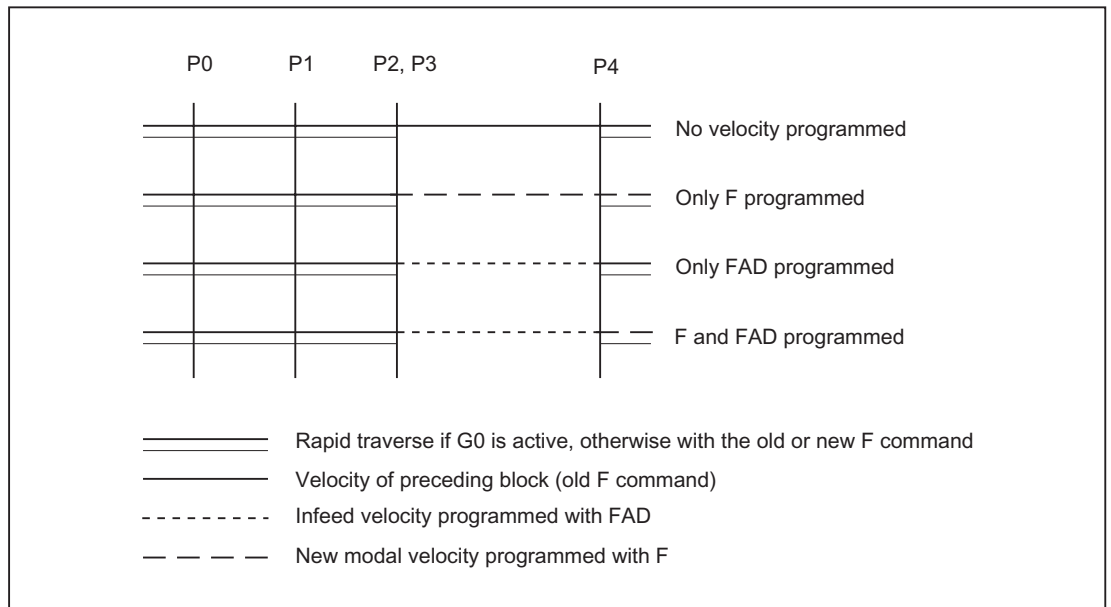 P0 P1 P2, P3 P4
No velocity programmed
Only F programmed
Only FAD programmed
F and FAD programmed
Rapid traverse if G0 is active, otherwise with the old or new F command
Velocity of preceding block (old F command)
Infeed velocity programmed with FAD
New modal velocity programmed with F